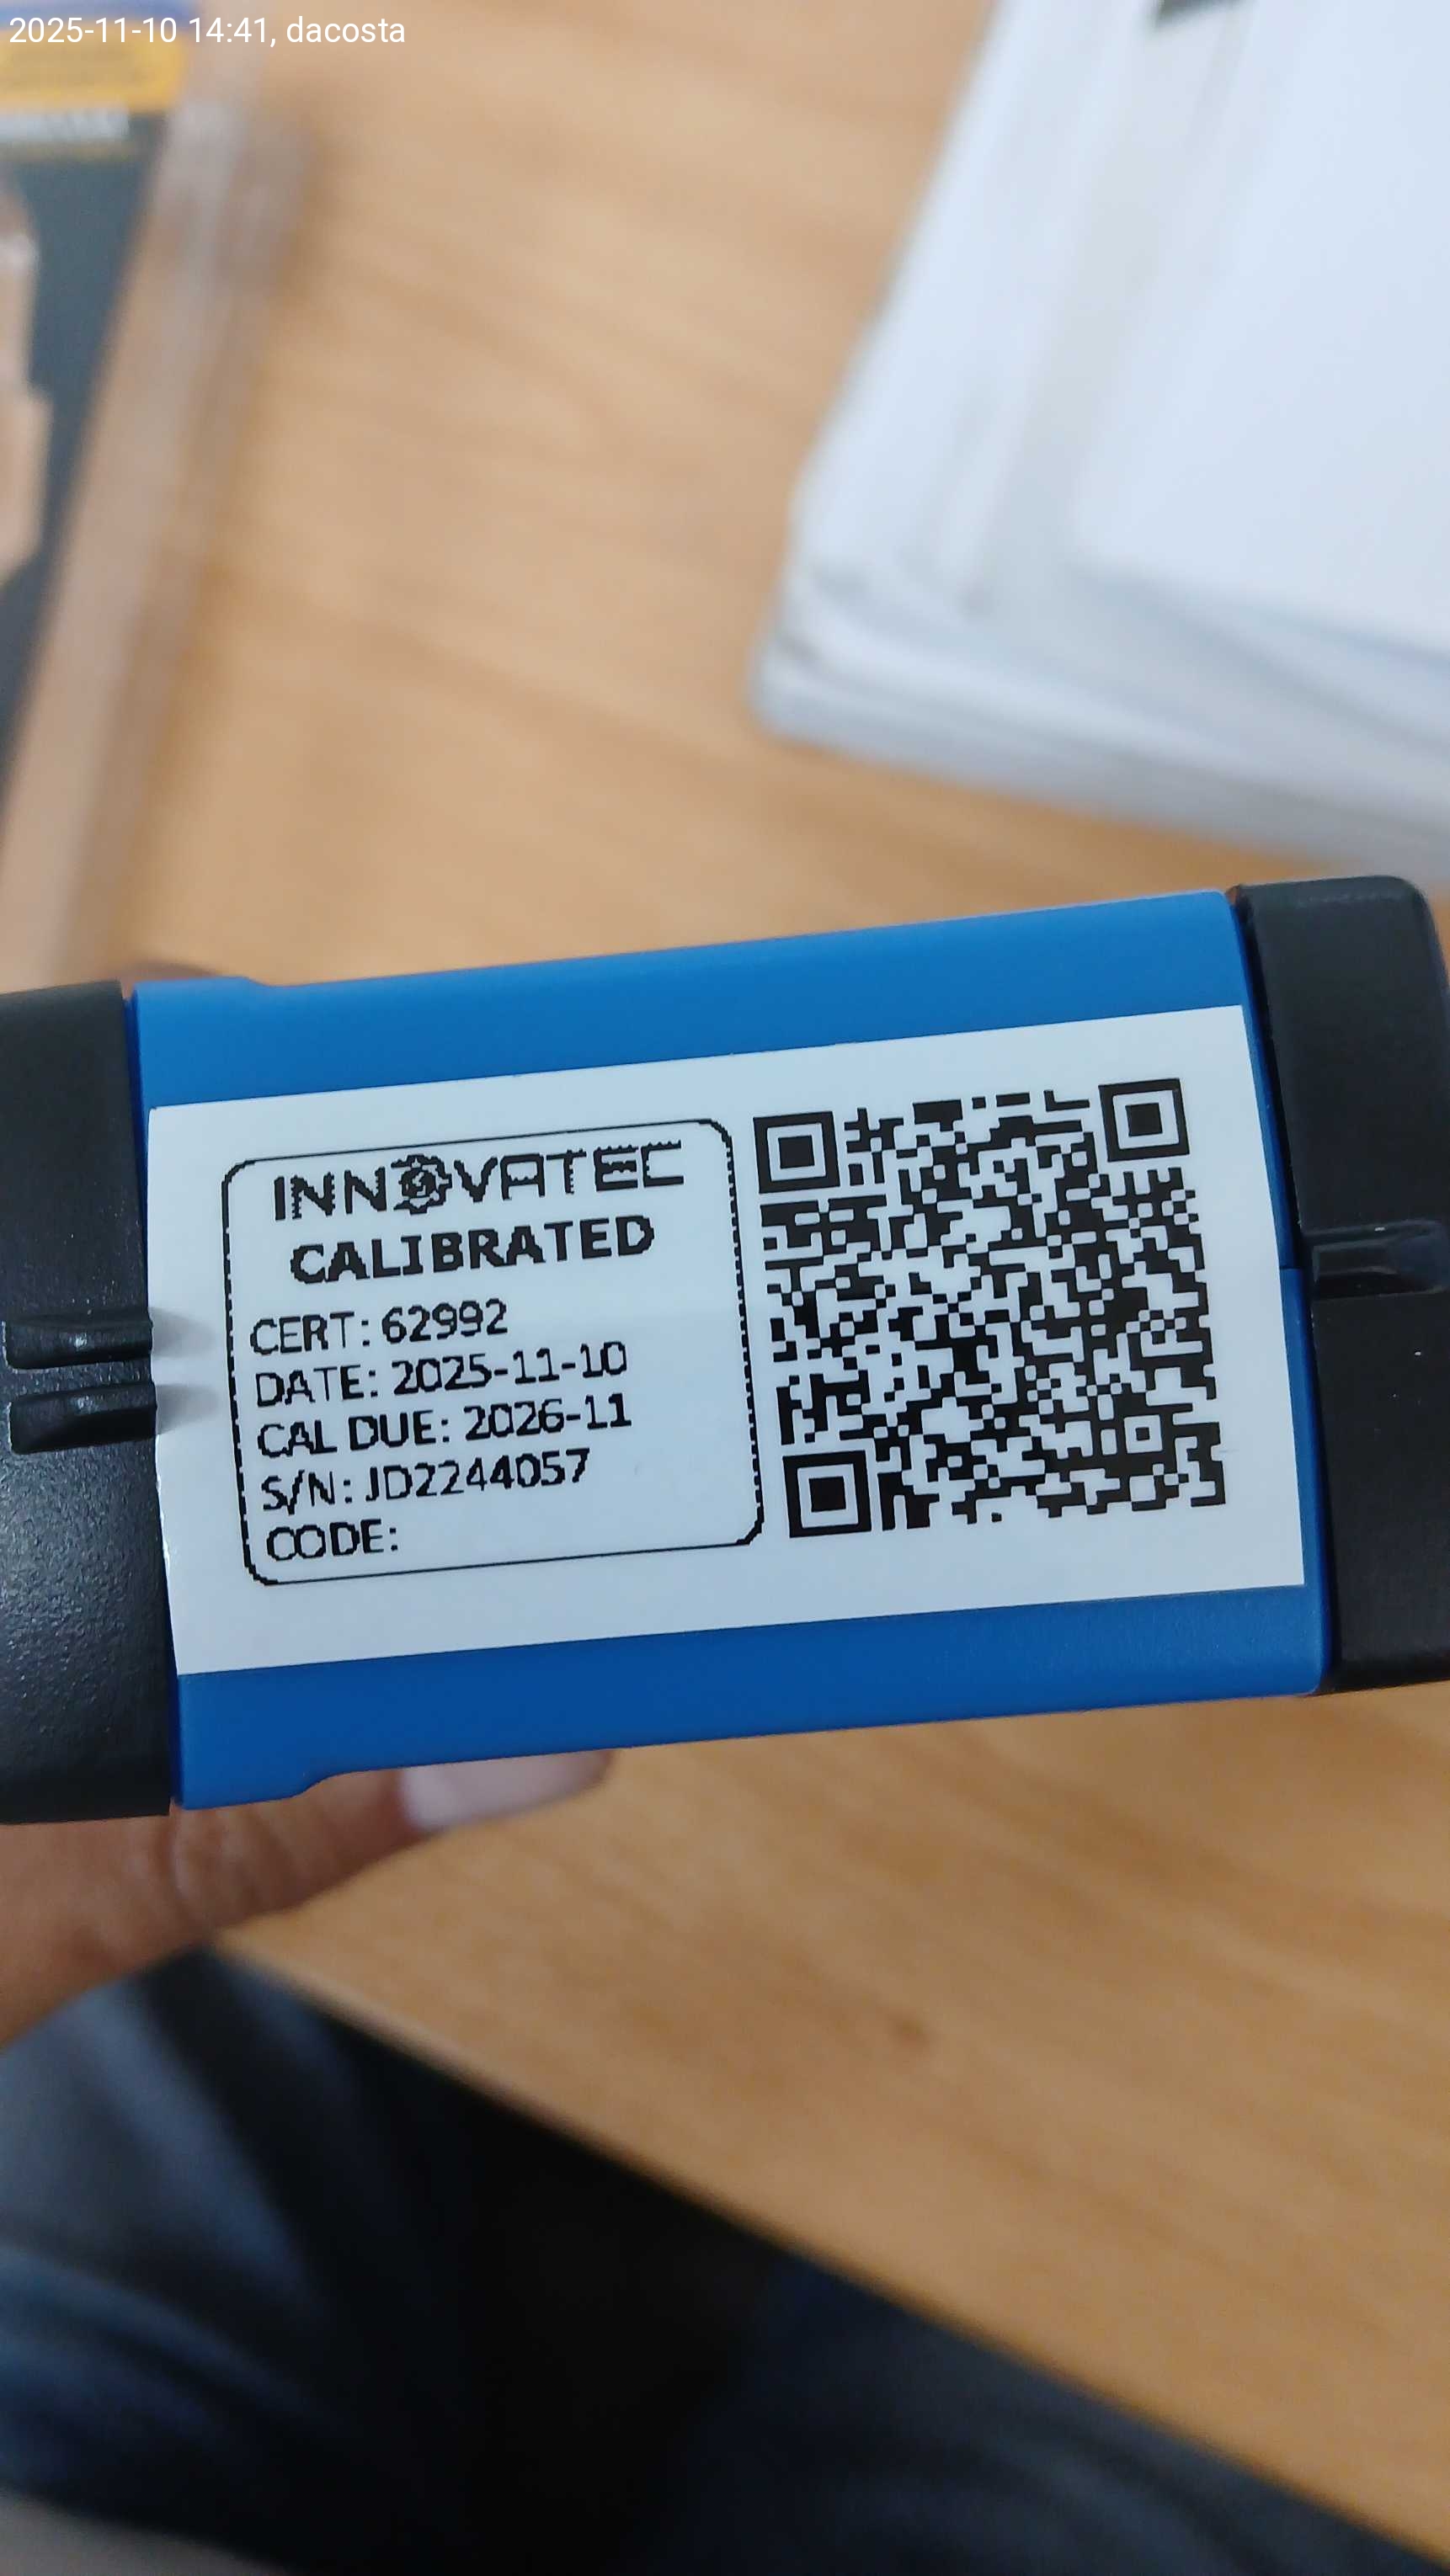 2025-11-10 14:41, dacosta
INNOVATEC
CALIBRATED
CERT: 62992
DATE: 2025-11-10
CAL DUE: 2026-11
S/N: JD2244057
CODE: